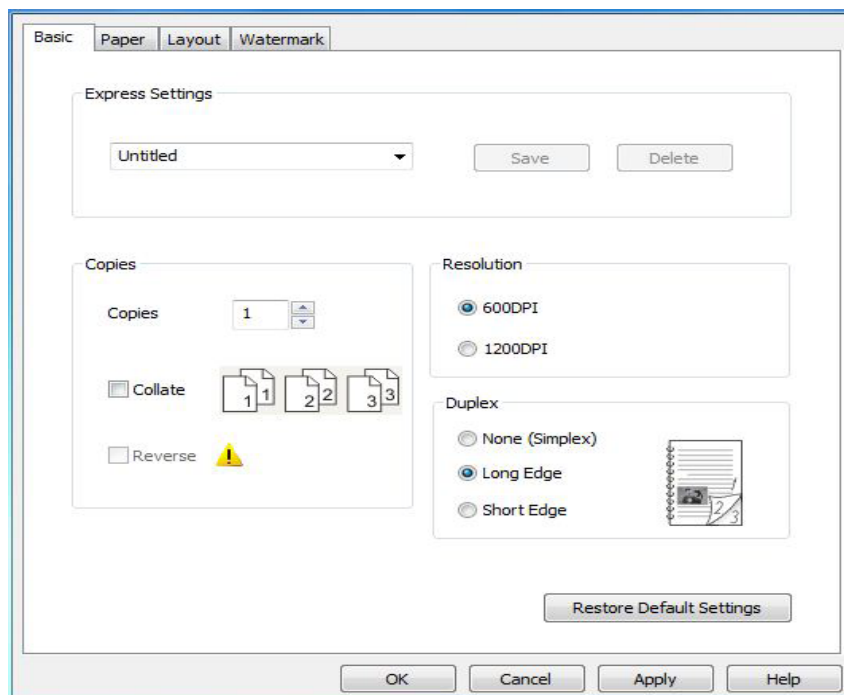 Basic Paper Layout Watermark
Express Settings
Untitled Save Delete
Copies
Copies 1
Collate 1 1 2 2 3 3
Reverse
Resolution
600DPI
1200DPI
Duplex
None (Simplex)
Long Edge
Short Edge
1 2 3
Restore Default Settings
OK Cancel Apply Help